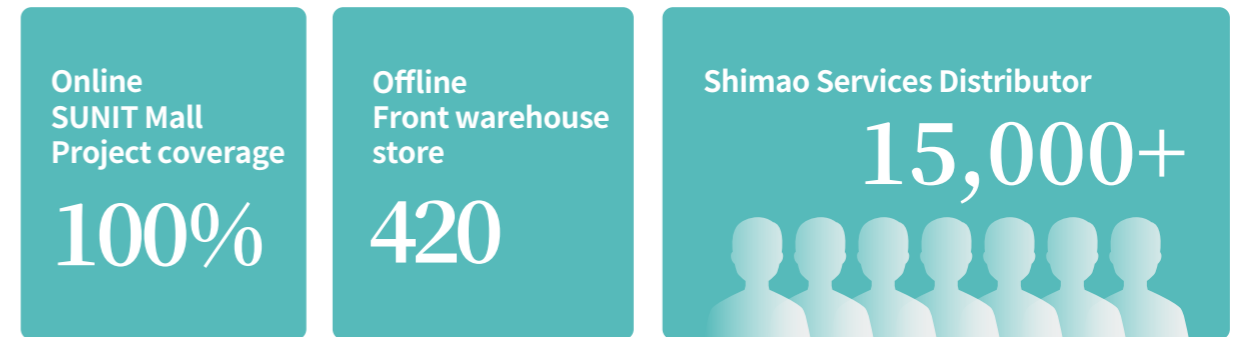 Online
SUNIT Mall
Project coverage
100%
Offline
Front warehouse
store
420
Shimao Services Distributor
15,000+